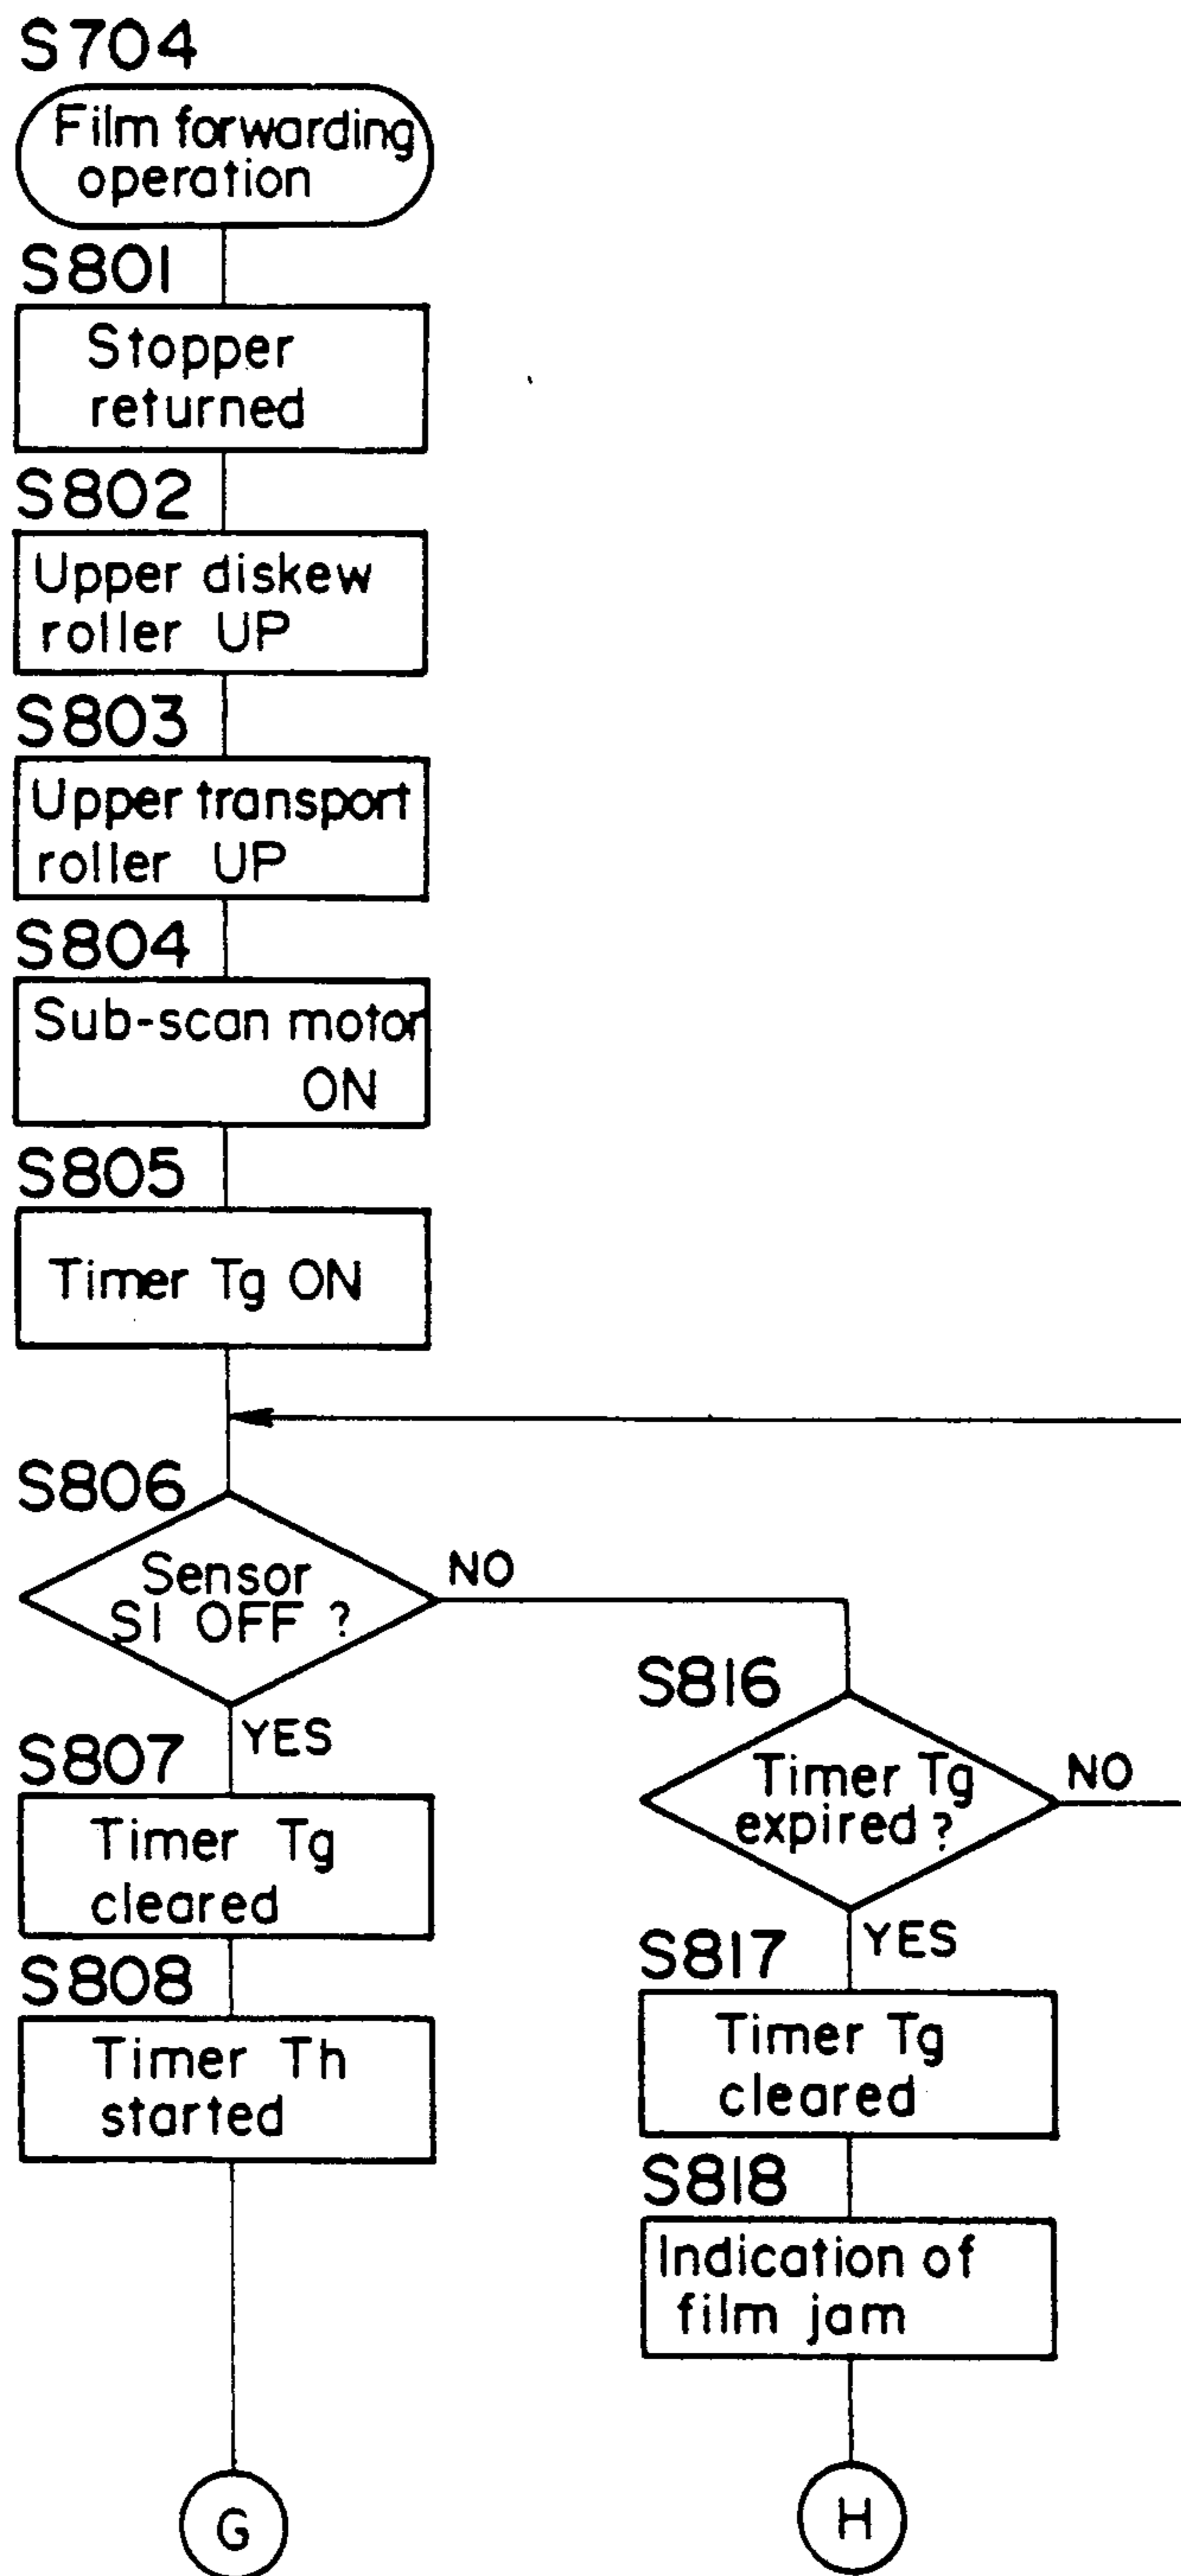 S704
Film forwarding
operation
S801
Stopper
returned
S802
Upper diskew
roller UP
S803
Upper transport
roller UP
S804
Sub-scan motor
ON
S805
Timer Tg ON
S806
Sensor
S1 OFF ?
NO
YES
S807
Timer Tg
cleared
S808
Timer Th
started
G
S816
Timer Tg
expired ?
NO
YES
S817
Timer Tg
cleared
S818
Indication of
film jam
H